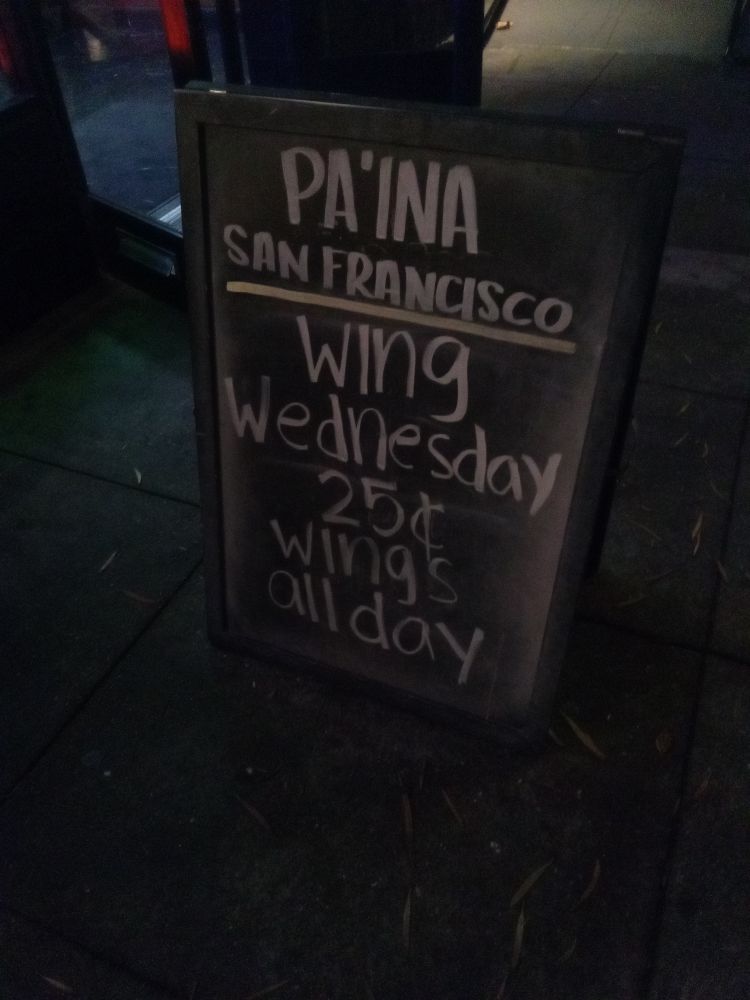 PA'INA
SAN FRANCISCO
Wing
Wednesday
25¢
wings
all day